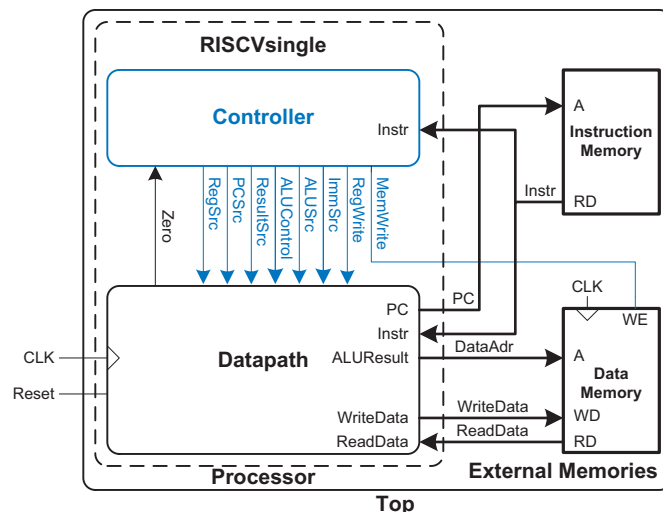 RISCVsingle
Controller
Instr
A
Instruction
Memory
RD
Instr
Zero
RegSrc
PCSrc
ResultSrc
ALUControl
ALUSrc
ImmSrc
RegWrite
MemWrite
CLK
WE
PC
PC
Instr
CLK
Datapath
ALUResult
DataAdr
A
Data
Memory
Reset
WriteData
WriteData
WD
ReadData
ReadData
RD
Processor
External Memories
Top